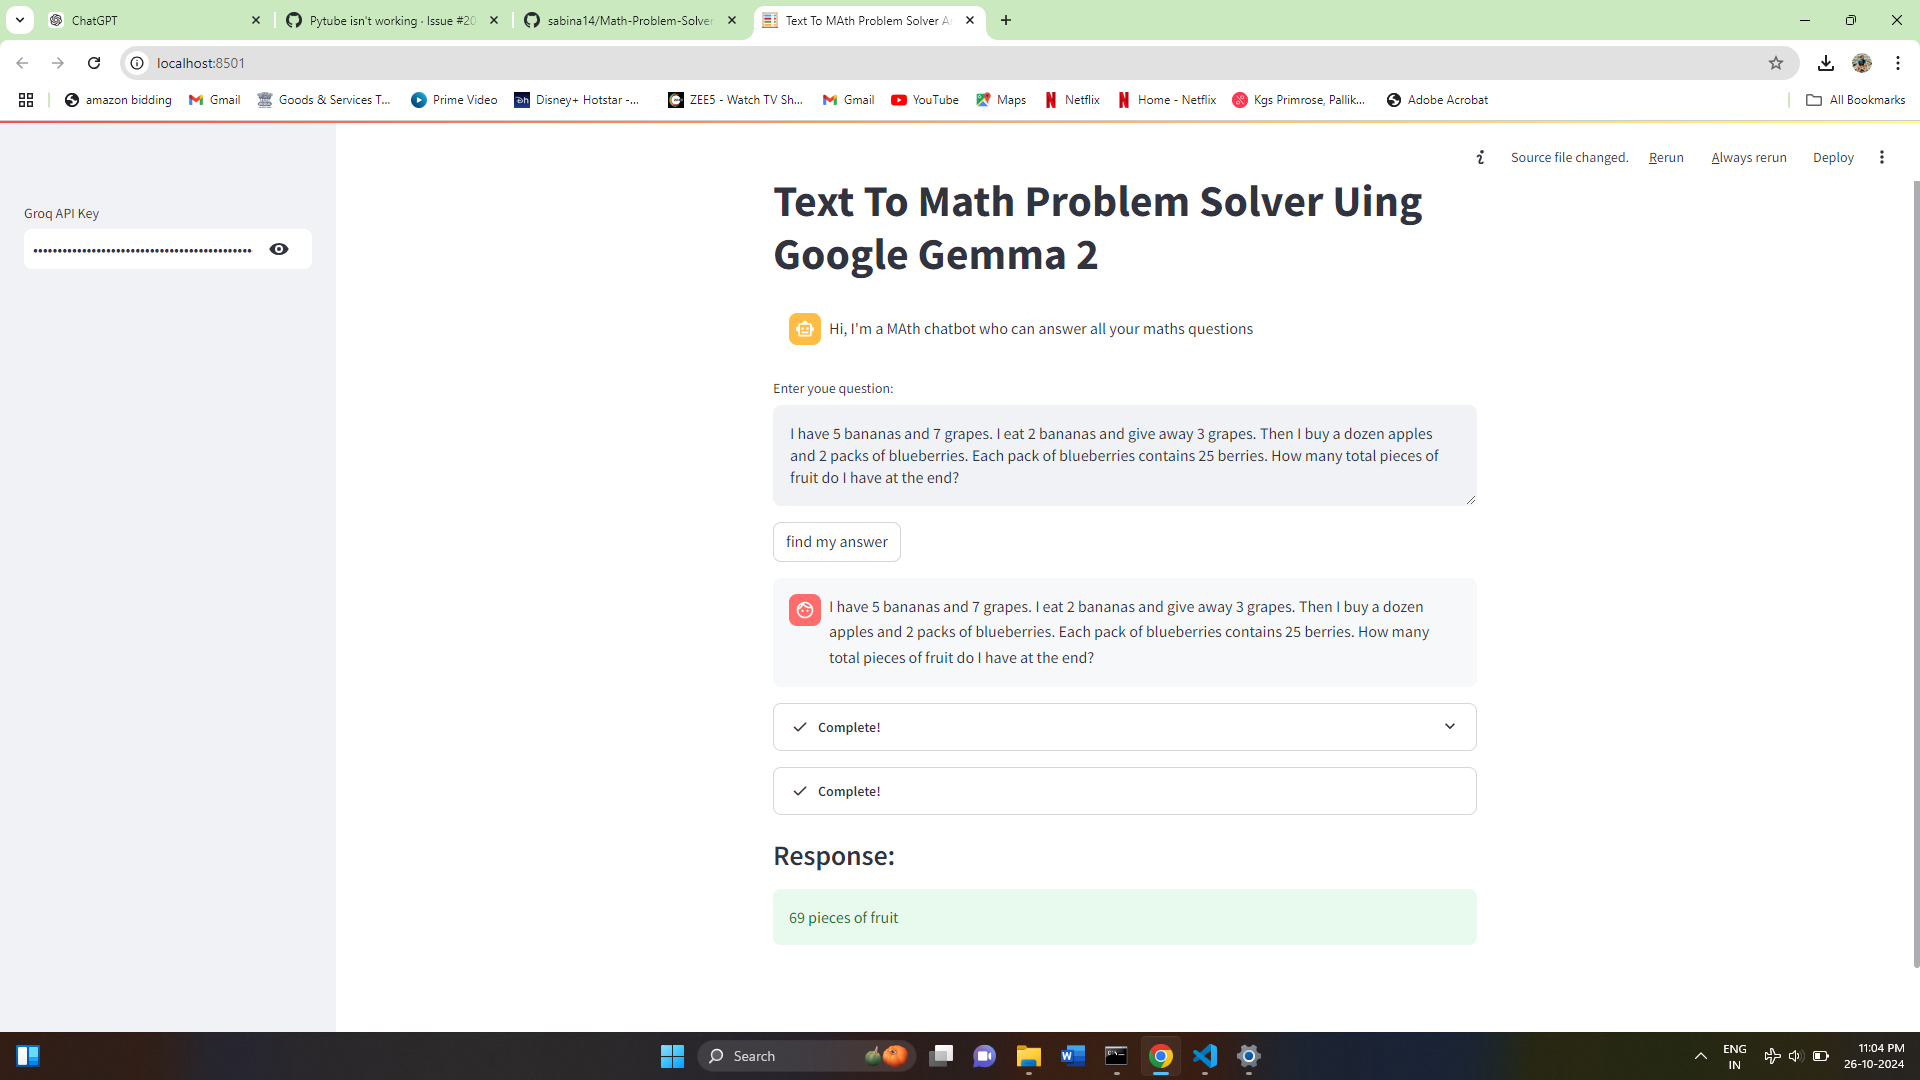 ChatGPT
Pytube isn't working · Issue #20
sabina14/Math-Problem-Solver
Text To MAth Problem Solver An
localhost:8501
amazon bidding
Gmail
Goods & Services T...
Prime Video
Disney+ Hotstar -...
ZEE5 - Watch TV Sh...
Gmail
YouTube
Maps
Netflix
Home - Netflix
Kgs Primrose, Pallik...
Adobe Acrobat
All Bookmarks
Source file changed.
Rerun
Always rerun
Deploy
Groq API Key
Text To Math Problem Solver Uing
Google Gemma 2
Hi, I'm a MAth chatbot who can answer all your maths questions
Enter youe question:
I have 5 bananas and 7 grapes. I eat 2 bananas and give away 3 grapes. Then I buy a dozen apples
and 2 packs of blueberries. Each pack of blueberries contains 25 berries. How many total pieces of
fruit do I have at the end?
find my answer
I have 5 bananas and 7 grapes. I eat 2 bananas and give away 3 grapes. Then I buy a dozen
apples and 2 packs of blueberries. Each pack of blueberries contains 25 berries. How many
total pieces of fruit do I have at the end?
Complete!
Complete!
Response:
69 pieces of fruit
Search
ENG
IN
11:04 PM
26-10-2024